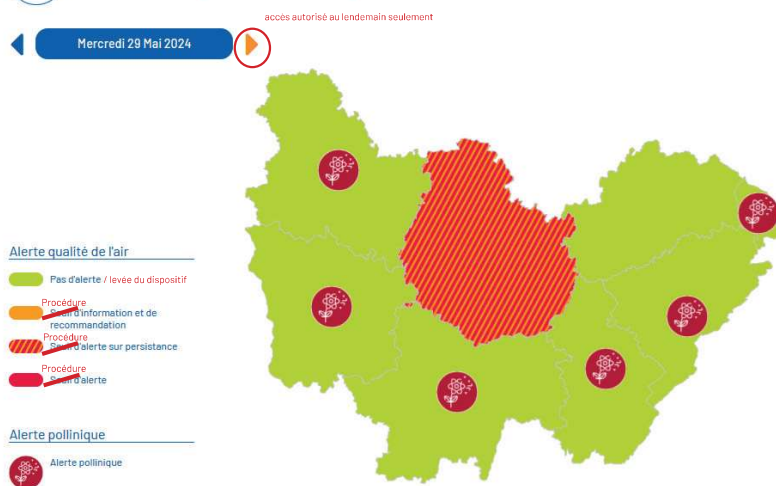 accès autorisé au lendemain seulement
Mercredi 29 Mai 2024
Alerte qualité de l'air
Pas d'alerte / levée du dispositif
Procédure
Seuil d'information et de
recommandation
Procédure
Seuil d'alerte sur persistance
Procédure
Seuil d'alerte
Alerte pollinique
Alerte pollinique